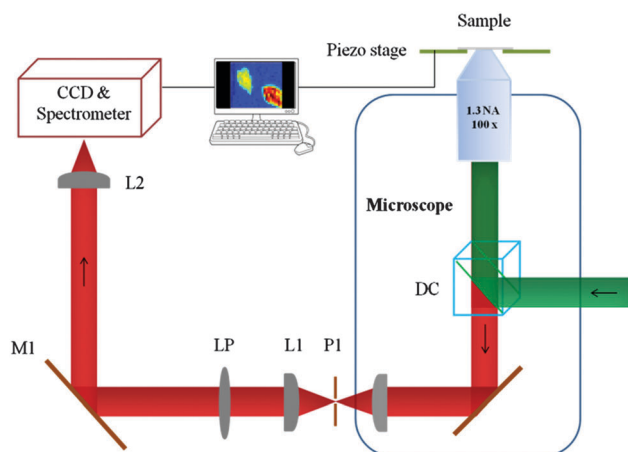 Sample
Piezo stage
CCD &
Spectrometer
1.3 NA
100 x
L2
Microscope
DC
M1
LP
L1
P1